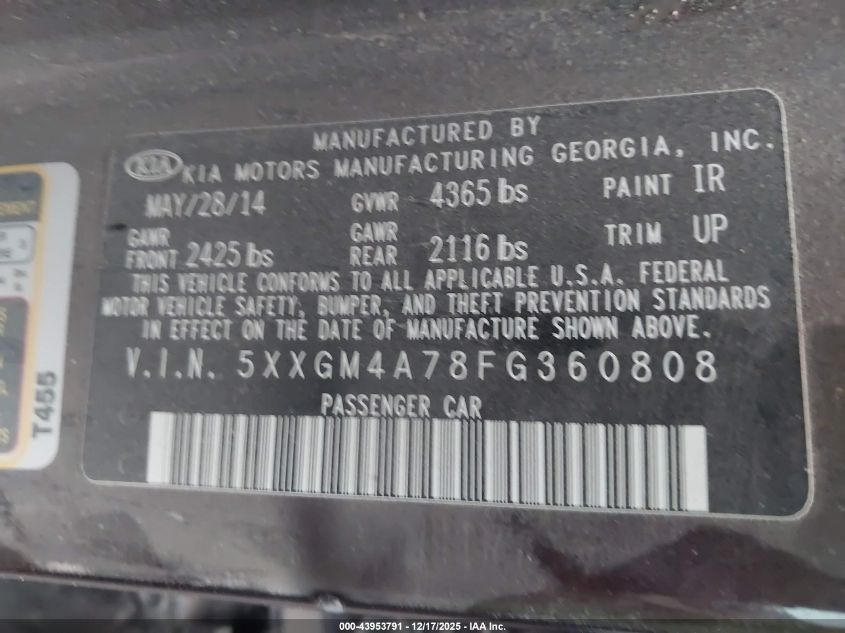 MANUFACTURED BY
KIA KIA MOTORS MANUFACTURING GEORGIA, INC.
MAY/28/14 GVWR 4365 lbs PAINT IR
GAWR FRONT 2425 lbs GAWR REAR 2116 lbs TRIM UP
THIS VEHICLE CONFORMS TO ALL APPLICABLE U.S.A. FEDERAL
MOTOR VEHICLE SAFETY, BUMPER, AND THEFT PREVENTION STANDARDS
IN EFFECT ON THE DATE OF MANUFACTURE SHOWN ABOVE.
V.I.N. 5XXGM4A78FG360808
PASSENGER CAR
T455
000-43953791 - 12/17/2025 - IAA Inc.